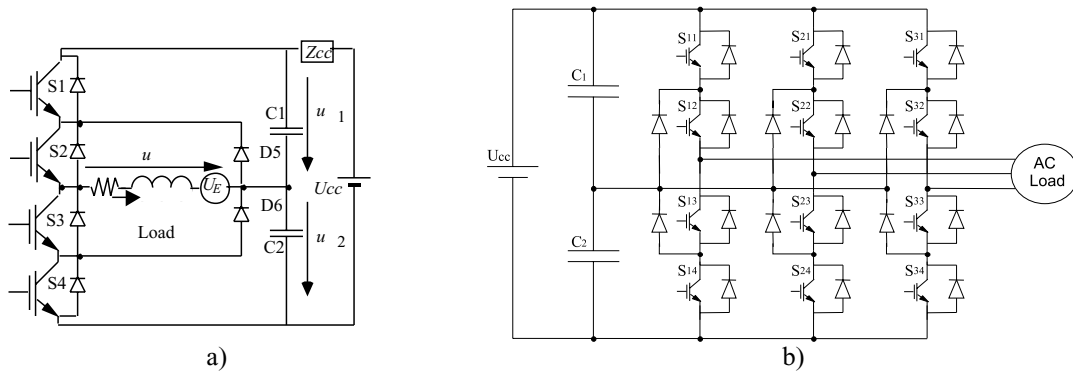 Zcc
S1
C1
u 1
S2
D5
u
UE
Ucc
S3
D6
Load
C2
u 2
S4
a)
S11
S21
S31
C1
S12
S22
S32
Ucc
AC
Load
S13
S23
S33
C2
S14
S24
S34
b)